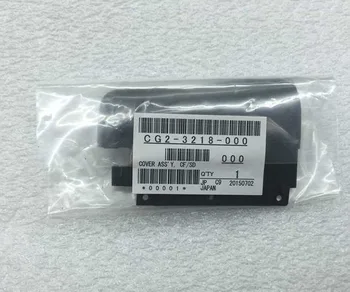 CG2-3218-000
000
COVER ASS'Y, CF/SD
Q'TY 1
*00001*
JP C9 20150702
JAPAN